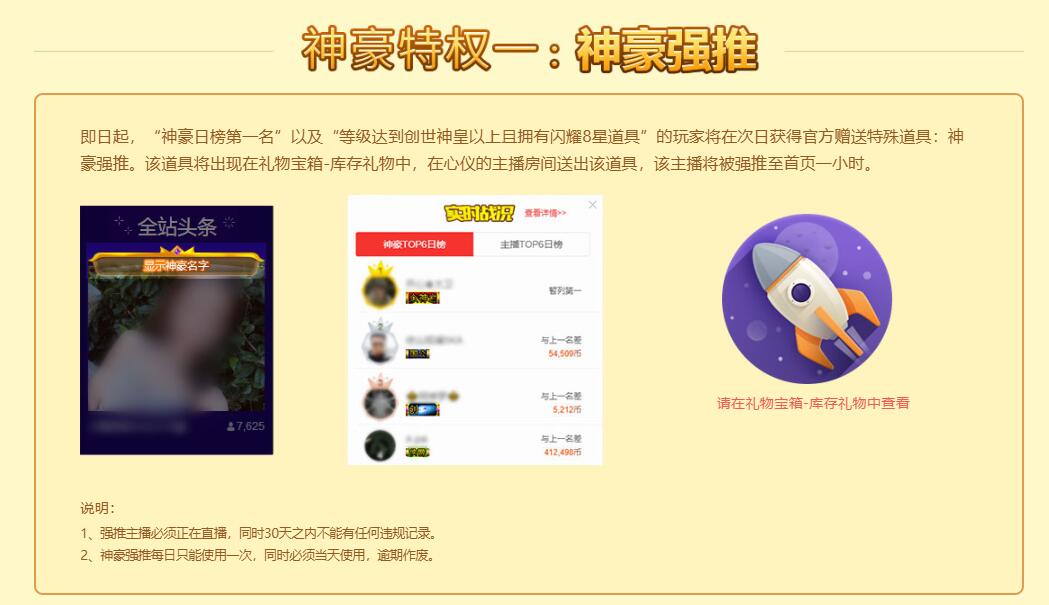 神豪特权一：神豪强推
即日起，“神豪日榜第一名”以及“等级达到创世神皇以上且拥有闪耀8星道具”的玩家将在次日获得官方赠送特殊道具：神
豪强推。该道具将出现在礼物宝箱-库存礼物中，在心仪的主播房间送出该道具，该主播将被强推至首页一小时。
全站头条
显示神豪名字
7,625
实时战况 查看详情>>
神豪TOP6日榜 主播TOP6日榜
暂列第一
与上一名差
54,509币
与上一名差
5,212币
与上一名差
412,498币
请在礼物宝箱-库存礼物中查看
说明：
1、强推主播必须正在直播，同时30天之内不能有任何违规记录。
2、神豪强推每日只能使用一次，同时必须当天使用，逾期作废。